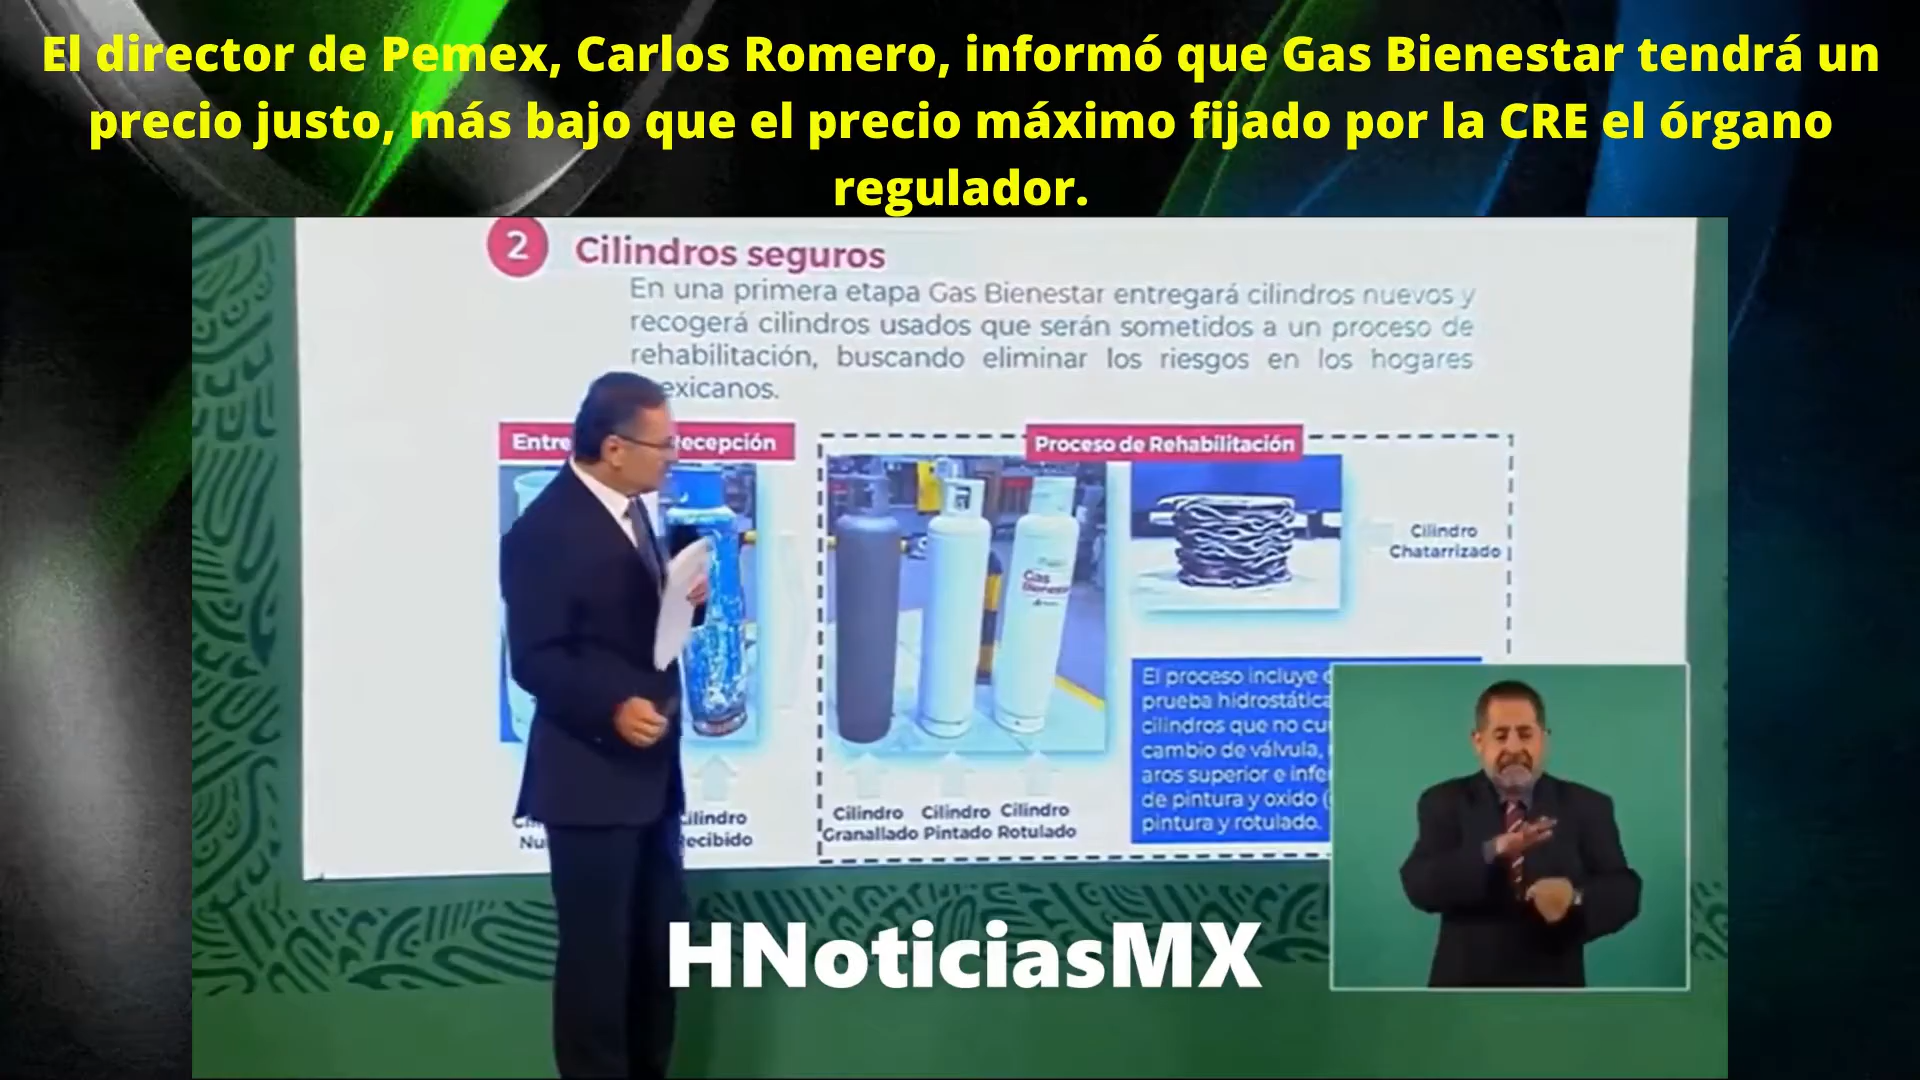 El director de Pemex, Carlos Romero, informó que Gas Bienestar tendrá un
precio justo, más bajo que el precio máximo fijado por la CRE el órgano
regulador.
2 Cilindros seguros
En una primera etapa Gas Bienestar entregará cilindros nuevos y
recogerá cilindros usados que serán sometidos a un proceso de
rehabilitación, buscando eliminar los riesgos en los hogares
exicanos.
Entre ecepción
Proceso de Rehabilitación
Cilindro
Chatarrizado
Gas
El proceso incluye
prueba hidrostática
cilindros que no cu
cambio de válvula,
aros superior e infe
de pintura y oxido (
pintura y rotulado.
Cilindro
Granallado
Cilindro
Pintado
Cilindro
Rotulado
Nu
ilindro
ecibido
HNoticiasMX